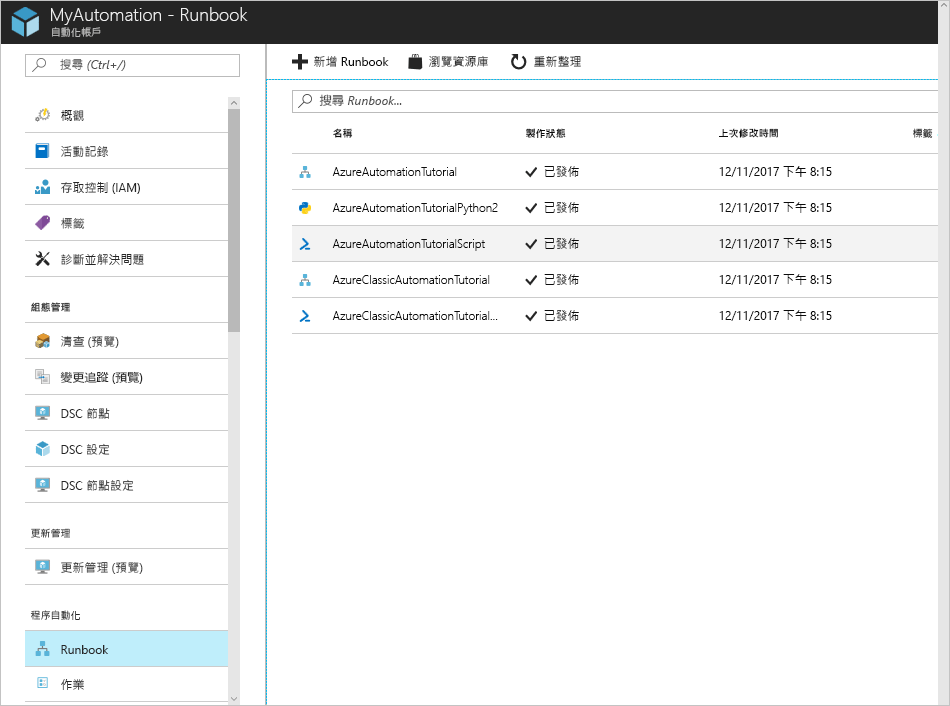 MyAutomation - Runbook
自動化帳戶
搜尋 (Ctrl+/)
概觀
活動記錄
存取控制 (IAM)
標籤
診斷並解決問題
組態管理
清查 (預覽)
變更追蹤 (預覽)
DSC 節點
DSC 設定
DSC 節點設定
更新管理
更新管理 (預覽)
程序自動化
Runbook
作業
新增 Runbook 瀏覽資源庫 重新整理
搜尋 Runbook...
名稱 製作狀態 上次修改時間 標籤
AzureAutomationTutorial 已發佈 12/11/2017 下午 8:15
AzureAutomationTutorialPython2 已發佈 12/11/2017 下午 8:15
AzureAutomationTutorialScript 已發佈 12/11/2017 下午 8:15
AzureClassicAutomationTutorial 已發佈 12/11/2017 下午 8:15
AzureClassicAutomationTutorial... 已發佈 12/11/2017 下午 8:15